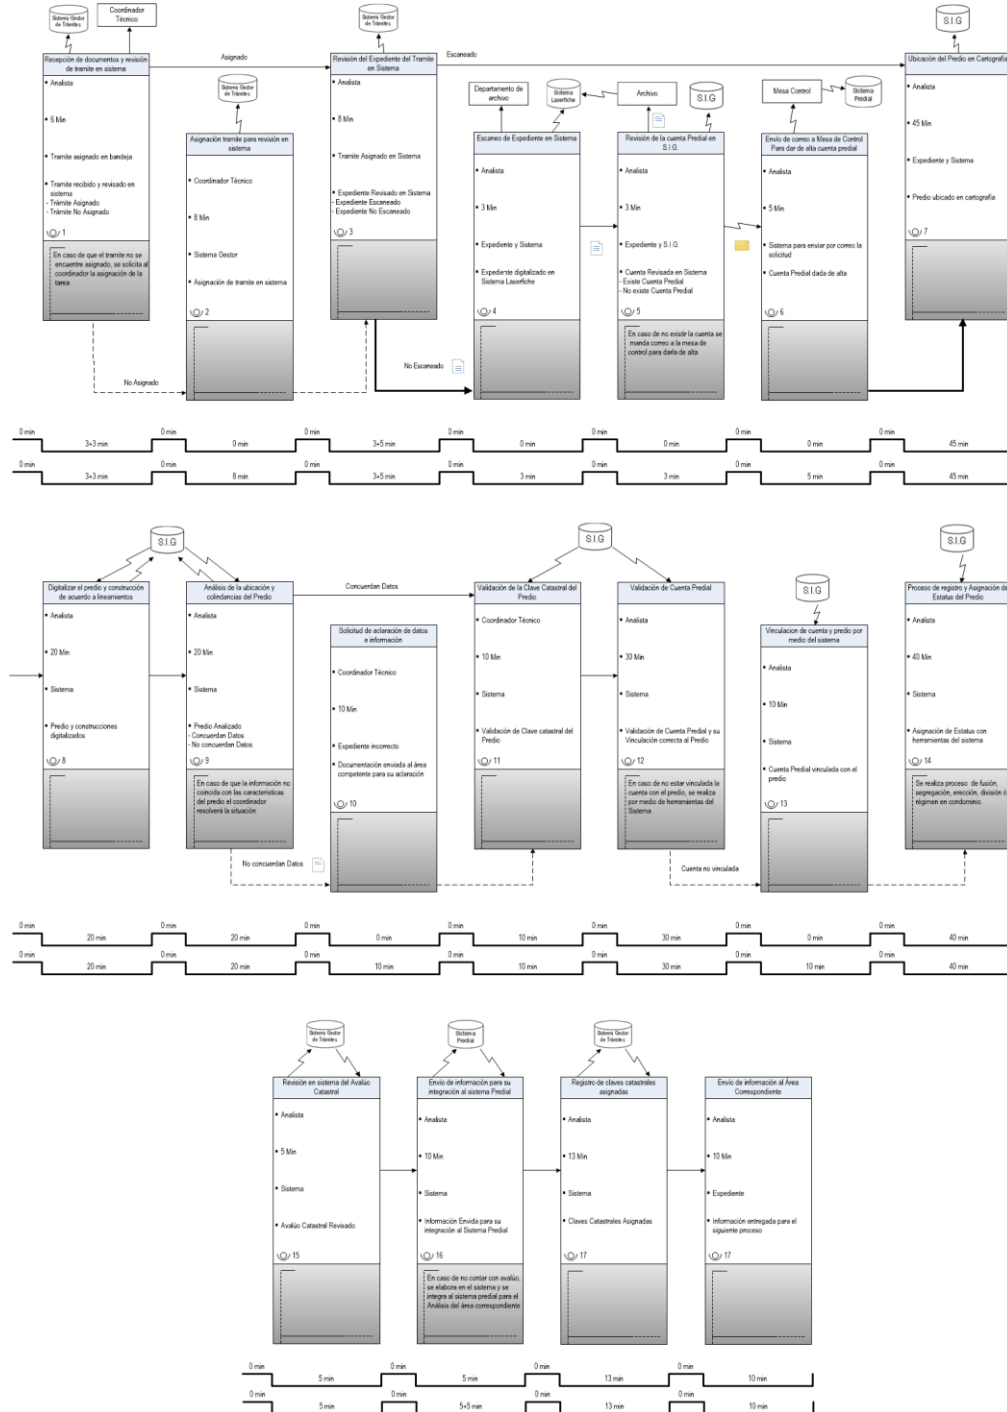 Sistema Gestor
de Trámites
Coordinador
Técnico
Sistema Gestor
de Trámites
S.I.G
Recepción de documentos y revisión
de tramite en sistema
Analista
6 Min
Tramite asignado en bandeja
Tramite recibido y revisado en
sistema
- Trámite Asignado
- Trámite No Asignado
1
En caso de que el tramite no se
encuentre asignado, se solicita al
coordinador la asignación de la
tarea
Asignado
No Asignado
Sistema Gestor
de Trámites
Asignación tramite para revisión en
sistema
Coordinador Técnico
8 Min
Sistema Gestor
Asignación de tramite en sistema
2
Revisión del Expediente del Tramite
en Sistema
Analista
8 Min
Tramite Asignado en Sistema
Expediente Revisado en Sistema
- Expediente Escaneado
- Expediente No Escaneado
3
Escaneado
No Escaneado
Departamento de
archivo
Sistema
Laserfiche
Archivo
S.I.G
Escaneo de Expediente en Sistema
Analista
3 Min
Expediente y Sistema
Expediente digitalizado en
Sistema Laserfiche
4
Revisión de la cuenta Predial en
S.I.G.
Analista
3 Min
Expediente y S.I.G.
Cuenta Revisada en Sistema
- Existe Cuenta Predial
- No existe Cuenta Predial
5
En caso de no existir la cuenta se
manda correo a la mesa de
control para darla de alta
Mesa Control
Sistema
Predial
Envío de correo a Mesa de Control
Para dar de alta cuenta predial
Analista
5 Min
Sistema para enviar por correo la
solicitud
Cuenta Predial dada de alta
6
Ubicación del Predio en Cartografía
Analista
45 Min
Expediente y Sistema
Predio ubicado en cartografía
7
0 min 3+3 min 0 min 0 min 0 min 3+5 min 0 min 0 min 0 min 0 min 0 min 0 min 0 min 45 min
0 min 3+3 min 0 min 8 min 0 min 3+5 min 0 min 3 min 0 min 3 min 0 min 5 min 0 min 45 min
S.I.G
S.I.G
S.I.G
S.I.G
Digitalizar el predio y construcción
de acuerdo a lineamientos
Analista
20 Min
Sistema
Predio y construcciones
digitalizados
8
Análisis de la ubicación y
colindancias del Predio
Analista
20 Min
Sistema
Predio Analizado
- Concuerdan Datos
- No concuerdan Datos
9
En caso de que la información no
coincida con las características
del predio el coordinador
resolverá la situación
Concuerdan Datos
No concuerdan Datos
Solicitud de aclaración de datos
e información
Coordinador Técnico
10 Min
Expediente incorrecto
Documentación enviada al área
competente para su aclaración
10
Validación de la Clave Catastral del
Predio
Coordinador Técnico
10 Min
Sistema
Validación de Clave catastral del
Predio
11
Validación de Cuenta Predial
Analista
30 Min
Sistema
Validación de Cuenta Predial y su
Vinculación correcta al Predio
12
En caso de no estar vinculada la
cuenta con el predio, se realiza
por medio de herramientas del
Sistema
Cuenta no vinculada
Vinculacion de cuenta y predio por
medio del sistema
Analista
10 Min
Sistema
Cuenta Predial vinculada con el
predio
13
Proceso de registro y Asignación de
Estatus del Predio
Analista
40 Min
Sistema
Asignación de Estatus con
herramientas del sistema
14
Se realiza proceso de fusión,
segregación, erección, división ó
régimen en condominio.
0 min 20 min 0 min 20 min 0 min 0 min 0 min 10 min 0 min 30 min 0 min 0 min 0 min 40 min
0 min 20 min 0 min 20 min 0 min 10 min 0 min 10 min 0 min 30 min 0 min 10 min 0 min 40 min
Sistema Gestor
de Trámites
Sistema
Predial
Sistema Gestor
de Trámites
Revisión en sistema del Avalúo
Catastral
Analista
5 Min
Sistema
Avalúo Catastral Revisado
15
Envío de información para su
integración al sistema Predial
Analista
10 Min
Sistema
Información Envida para su
integración al Sistema Predial
16
En caso de no contar con avalúo,
se elabora en el sistema y se
integra al sistema predial para el
Análisis del área correspondiente
Registro de claves catastrales
asignadas
Analista
13 Min
Sistema
Claves Catastrales Asignadas
17
Envío de información al Área
Correspondiente
Analista
10 Min
Expediente
Información entregada para el
siguiente proceso
17
0 min 5 min 0 min 5 min 0 min 13 min 0 min 10 min
0 min 5 min 0 min 5+5 min 0 min 13 min 0 min 10 min